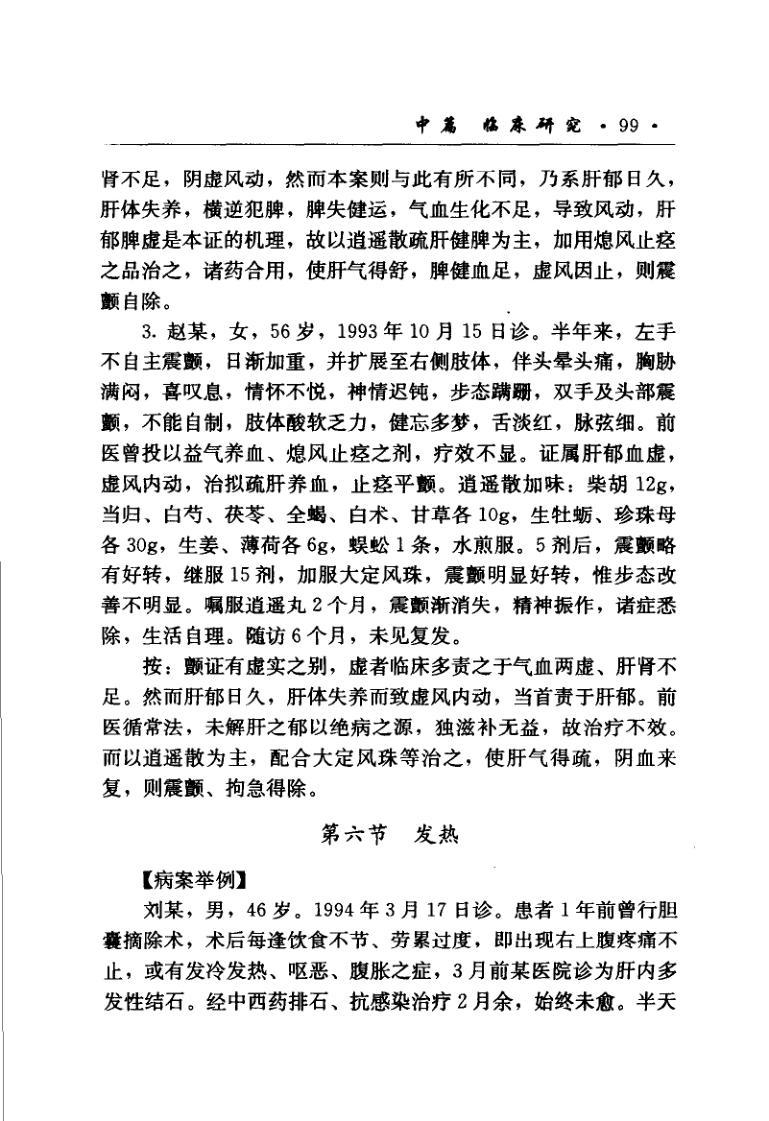 中篇 临床研究 · 99 ·
肾不足，阴虚风动，然而本案则与此有所不同，乃系肝郁日久，
肝体失养，横逆犯脾，脾失健运，气血生化不足，导致风动，肝
郁脾虚是本证的机理，故以逍遥散疏肝健脾为主，加用熄风止痉
之品治之，诸药合用，使肝气得舒，脾健血足，虚风因止，则震
颤自除。
3. 赵某，女，56岁，1993年10月15日诊。半年来，左手
不自主震颤，日渐加重，并扩展至右侧肢体，伴头晕头痛，胸胁
满闷，喜叹息，情怀不悦，神情迟钝，步态蹒跚，双手及头部震
颤，不能自制，肢体酸软乏力，健忘多梦，舌淡红，脉弦细。前
医曾投以益气养血、熄风止痉之剂，疗效不显。证属肝郁血虚，
虚风内动，治拟疏肝养血，止痉平颤。逍遥散加味：柴胡12g，
当归、白芍、茯苓、全蝎、白术、甘草各10g，生牡蛎、珍珠母
各30g，生姜、薄荷各6g，蜈蚣1条，水煎服。5剂后，震颤略
有好转，继服15剂，加服大定风珠，震颤明显好转，惟步态改
善不明显。嘱服逍遥丸2个月，震颤渐消失，精神振作，诸症悉
除，生活自理。随访6个月，未见复发。
按：颤证有虚实之别，虚者临床多责之于气血两虚、肝肾不
足。然而肝郁日久，肝体失养而致虚风内动，当首责于肝郁。前
医循常法，未解肝之郁以绝病之源，独滋补无益，故治疗不效。
而以逍遥散为主，配合大定风珠等治之，使肝气得疏，阴血来
复，则震颤、拘急得除。
第六节 发热
【病案举例】
刘某，男，46岁。1994年3月17日诊。患者1年前曾行胆
囊摘除术，术后每逢饮食不节、劳累过度，即出现右上腹疼痛不
止，或有发冷发热、呕恶、腹胀之症，3月前某医院诊为肝内多
发性结石。经中西药排石、抗感染治疗2月余，始终未愈。半天